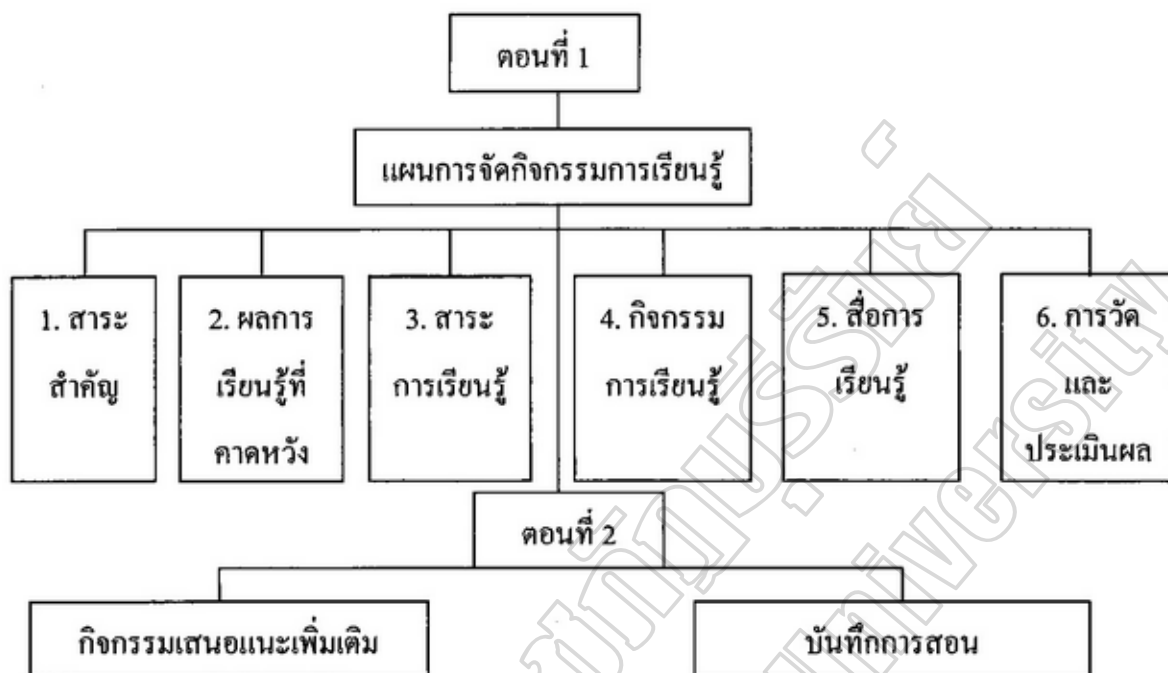 ตอนที่ 1
แผนการจัดกิจกรรมการเรียนรู้
1. สาระ
สำคัญ
2. ผลการ
เรียนรู้ที่
คาดหวัง
3. สาระ
การเรียนรู้
4. กิจกรรม
การเรียนรู้
5. สื่อการ
เรียนรู้
6. การวัด
และ
ประเมินผล
ตอนที่ 2
กิจกรรมเสนอแนะเพิ่มเติม
บันทึกการสอน
University